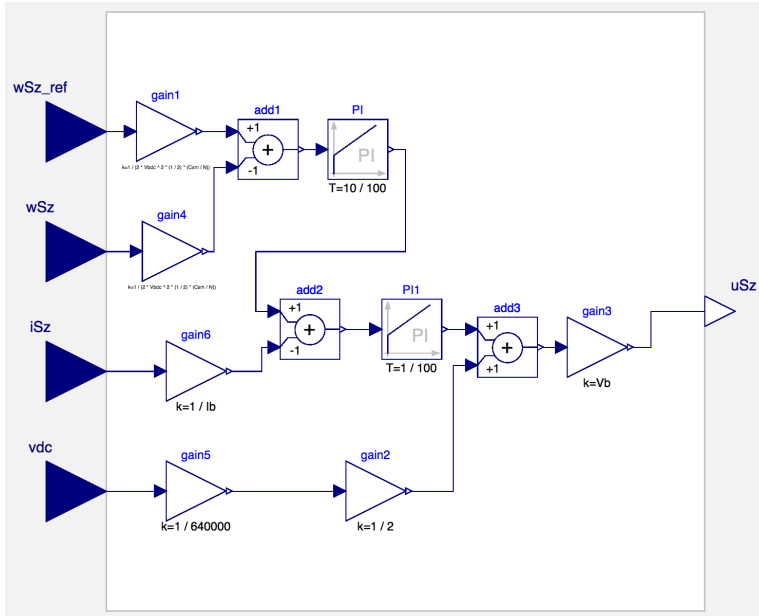 wSz_ref
gain1
k=1 / (2 * Vbdc ^ 2 * (1 / 2) * (Csm / N))
add1
+1
+
-1
PI
PI
T=10 / 100
wSz
gain4
k=1 / (2 * Vbdc ^ 2 * (1 / 2) * (Csm / N))
iSz
gain6
k=1 / Ib
add2
+1
+
-1
PI1
PI
T=1 / 100
add3
+1
+
+1
gain3
k=Vb
uSz
vdc
gain5
k=1 / 640000
gain2
k=1 / 2